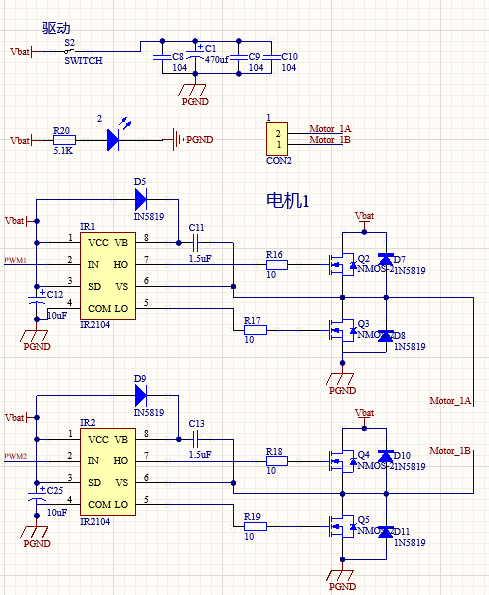 驱动
Vbat
S2
SWITCH
C8
104
C1
470uf
C9
104
C10
104
PGND
Vbat
R20
5.1K
2
PGND
1
2
1
CON2
Motor_1A
Motor_1B
电机1
D5
IN5819
Vbat
IR1
C11
1.5uF
PWM1
1 VCC VB 8
2 IN HO 7
3 SD VS 6
4 COM LO 5
IR2104
C12
10uF
PGND
R16
10
R17
10
Vbat
Q2
NMOS-2
D7
1N5819
Q3
NMOS-2
D8
1N5819
PGND
Motor_1A
D9
IN5819
Vbat
IR2
C13
1.5uF
PWM2
1 VCC VB 8
2 IN HO 7
3 SD VS 6
4 COM LO 5
IR2104
C25
10uF
PGND
R18
10
R19
10
Vbat
Motor_1B
Q4
NMOS-2
D10
1N5819
Q5
NMOS-2
D11
1N5819
PGND